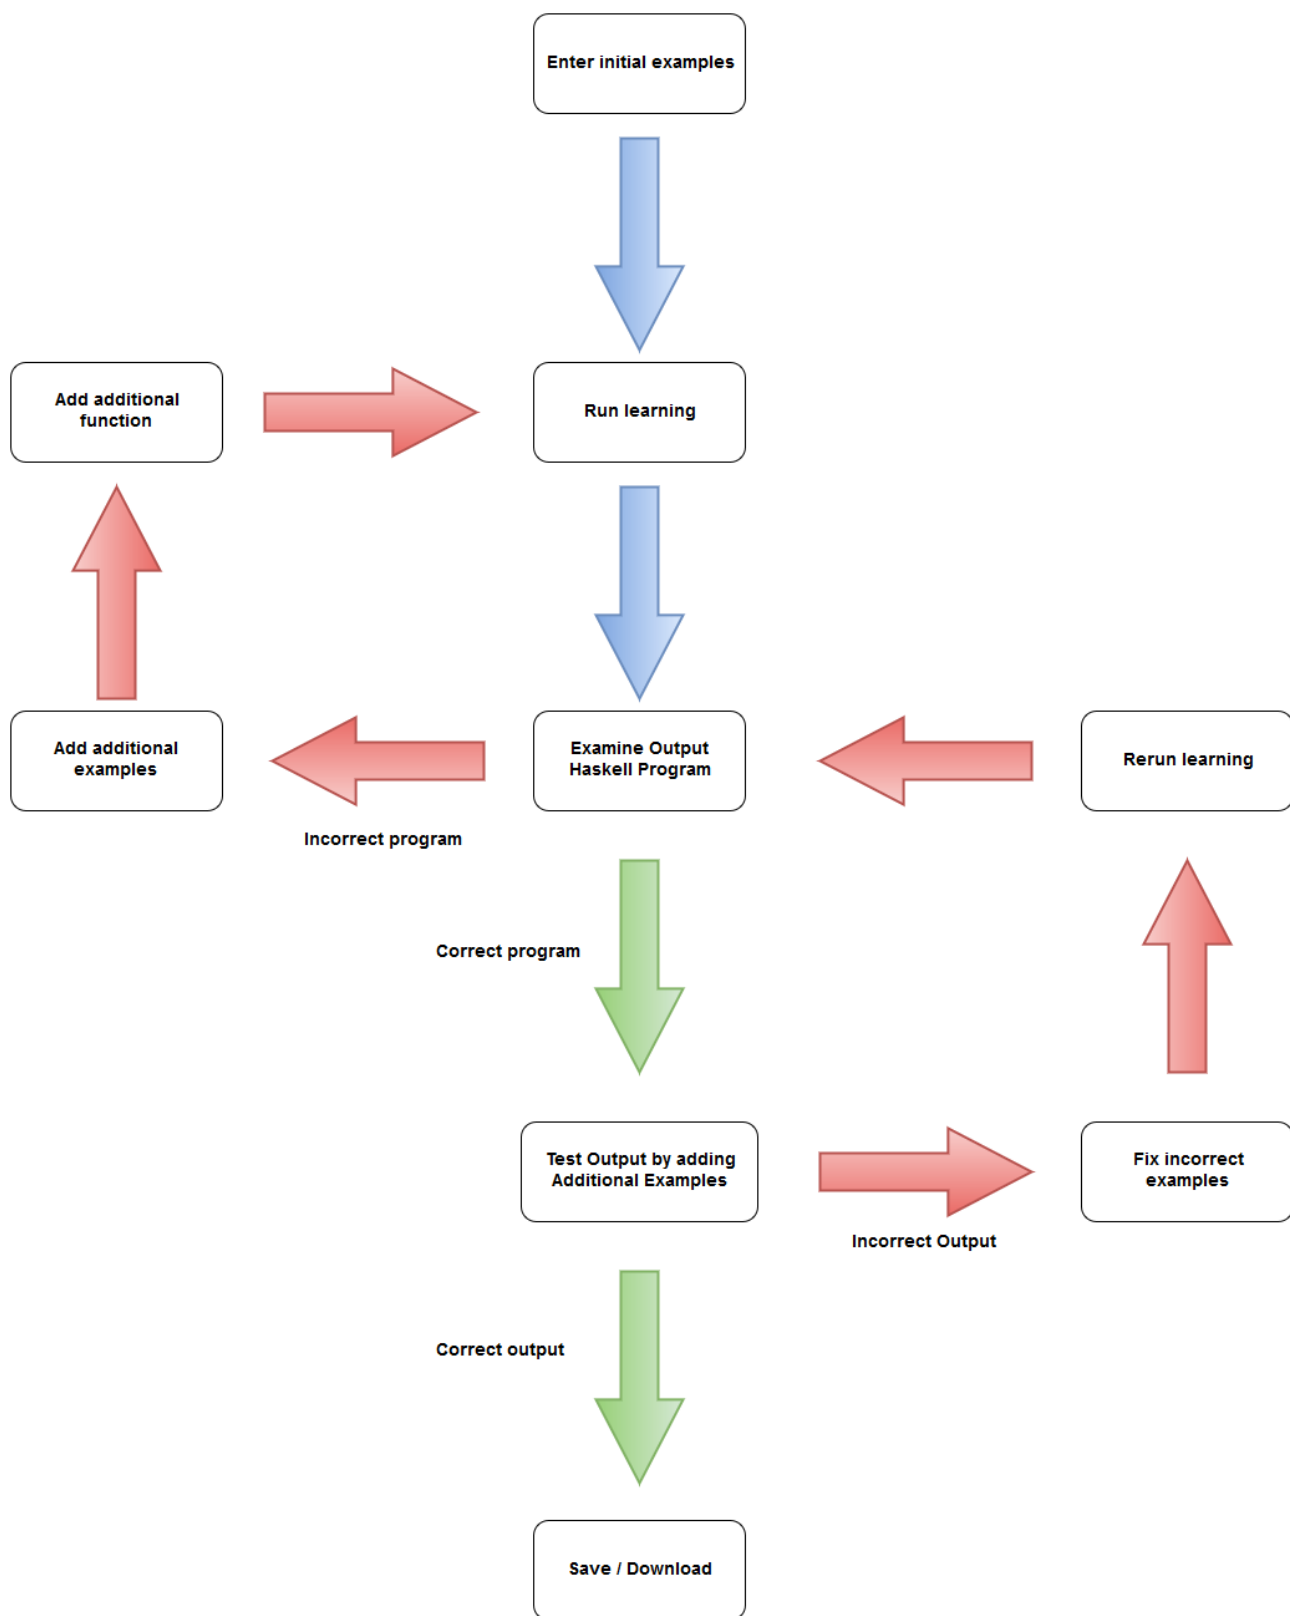 Enter initial examples
Add additional
function
Run learning
Add additional
examples
Examine Output
Haskell Program
Rerun learning
Incorrect program
Correct program
Test Output by adding
Additional Examples
Fix incorrect
examples
Incorrect Output
Correct output
Save / Download